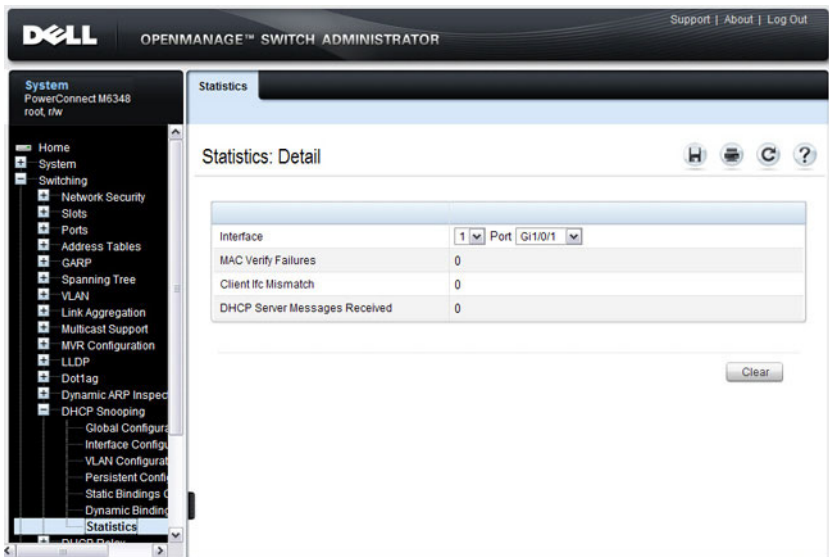 Support | About | Log Out
DELL OPENMANAGE™ SWITCH ADMINISTRATOR
System
PowerConnect M6348
root, r/w
Home
System
Switching
Network Security
Slots
Ports
Address Tables
GARP
Spanning Tree
VLAN
Link Aggregation
Multicast Support
MVR Configuration
LLDP
Dot1ag
Dynamic ARP Inspec
DHCP Snooping
Global Configura
Interface Configu
VLAN Configurat
Persistent Config
Static Bindings C
Dynamic Binding
Statistics
DHCP Relay
Statistics
Statistics: Detail
Interface 1 Port Gi1/0/1
MAC Verify Failures 0
Client Ifc Mismatch 0
DHCP Server Messages Received 0
Clear